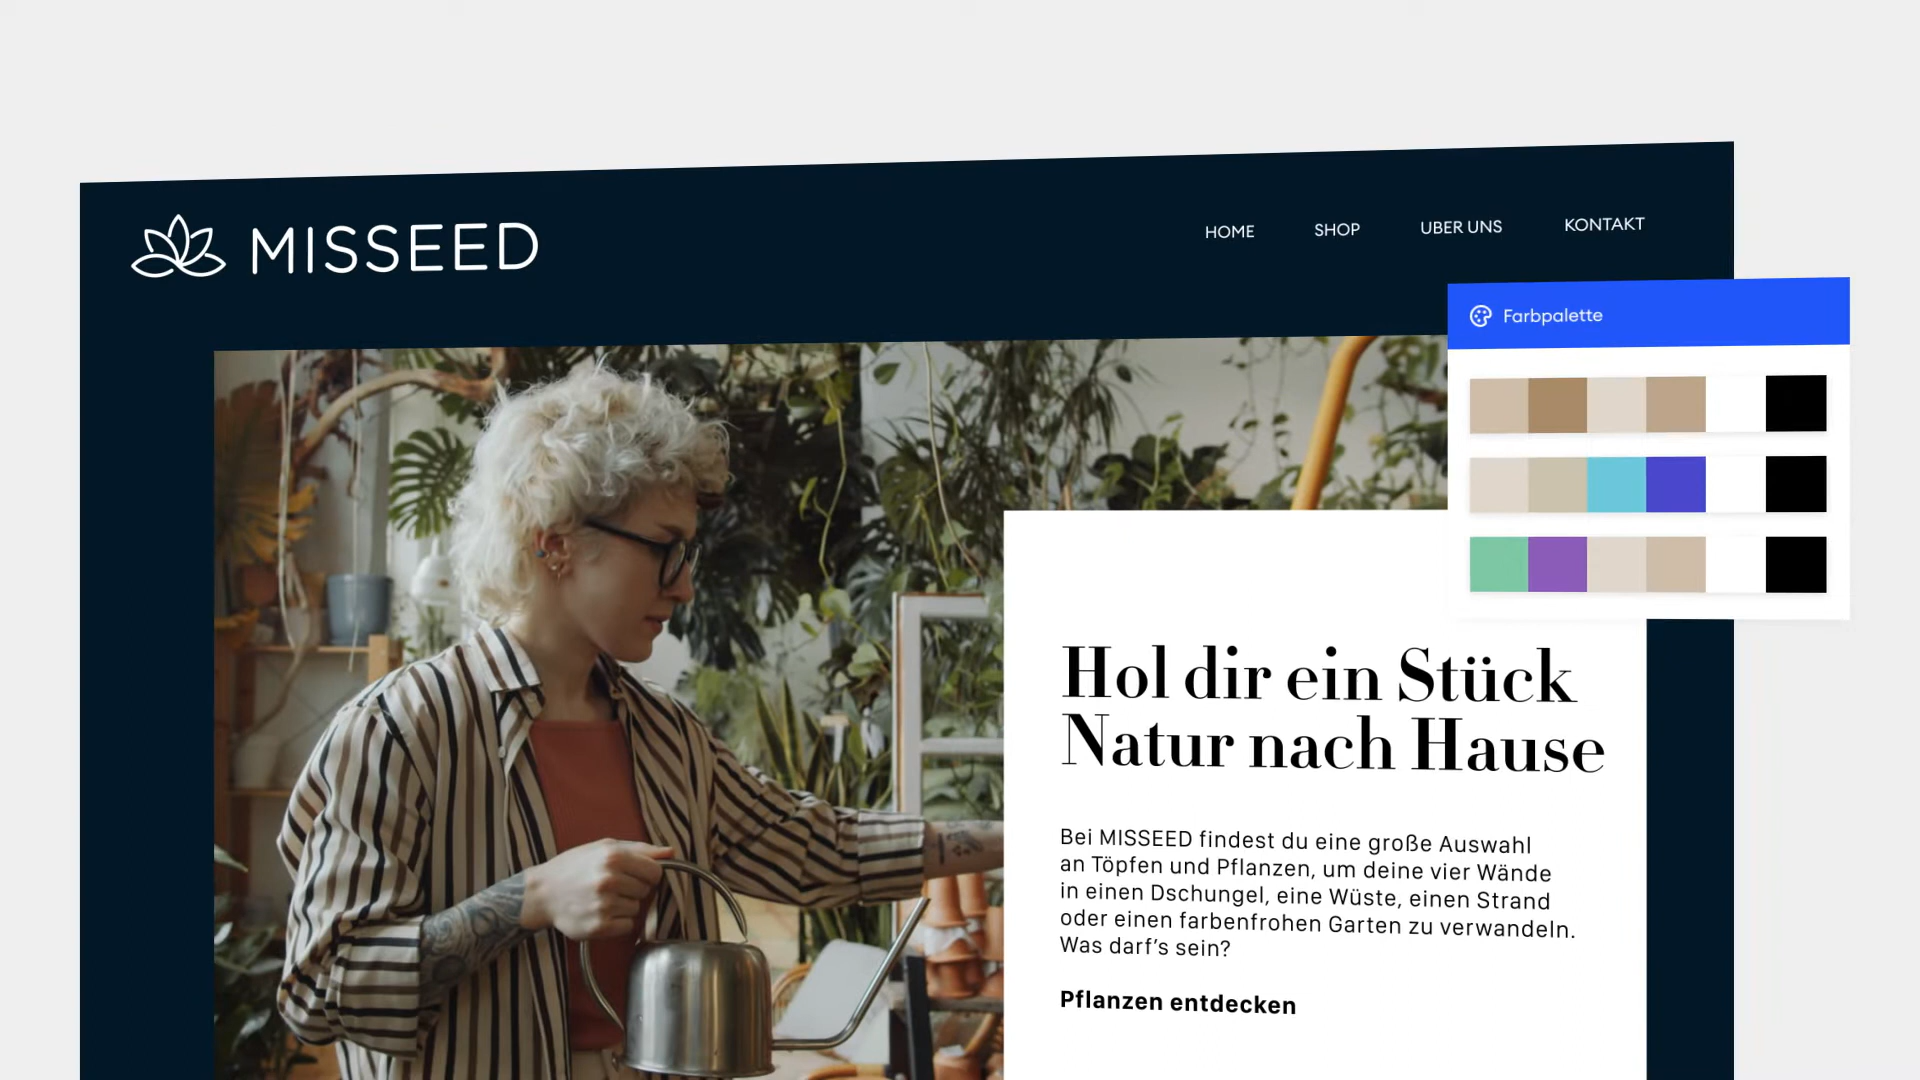 MISSEED
HOME
SHOP
UBER UNS
KONTAKT
Farbpalette
Hol dir ein Stück
Natur nach Hause
Bei MISSEED findest du eine große Auswahl
an Töpfen und Pflanzen, um deine vier Wände
in einen Dschungel, eine Wüste, einen Strand
oder einen farbenfrohen Garten zu verwandeln.
Was darf’s sein?
Pflanzen entdecken